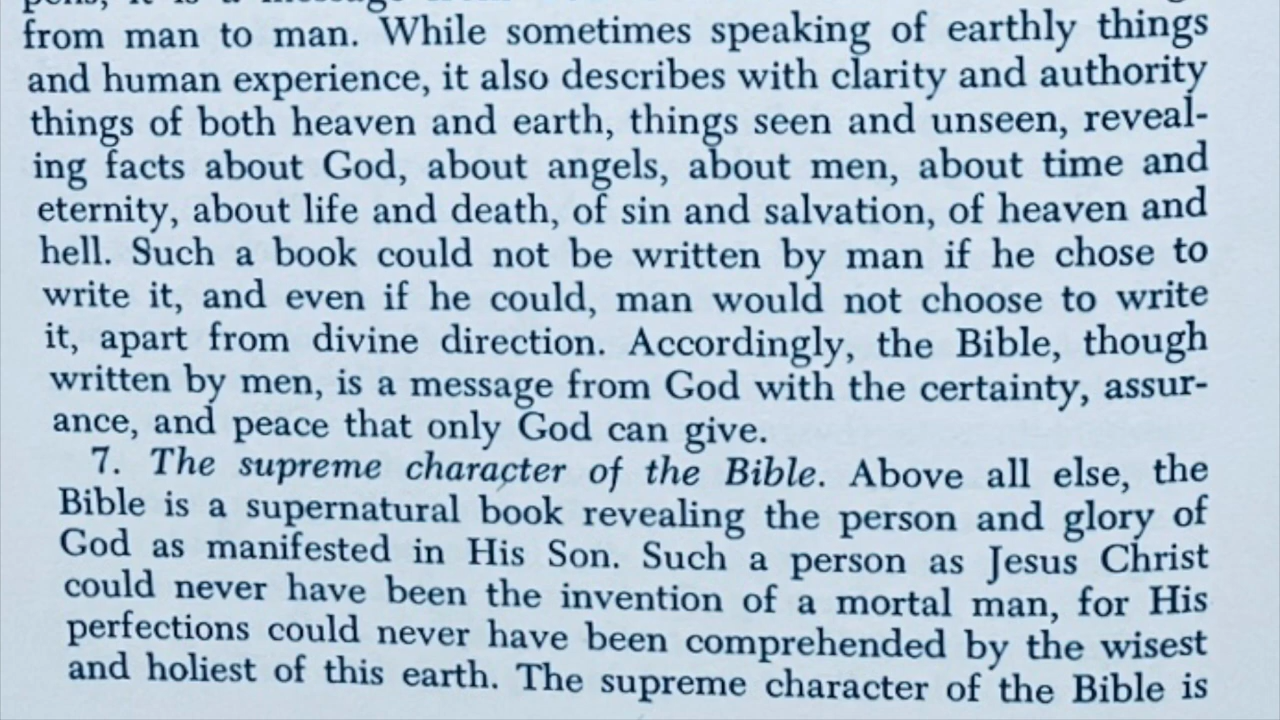 it is a message from
from man to man. While sometimes speaking of earthly things
and human experience, it also describes with clarity and authority
things of both heaven and earth, things seen and unseen, reveal-
ing facts about God, about angels, about men, about time and
eternity, about life and death, of sin and salvation, of heaven and
hell. Such a book could not be written by man if he chose to
write it, and even if he could, man would not choose to write
it, apart from divine direction. Accordingly, the Bible, though
written by men, is a message from God with the certainty, assur-
ance, and peace that only God can give.
7. The supreme character of the Bible. Above all else, the
Bible is a supernatural book revealing the person and glory of
God as manifested in His Son. Such a person as Jesus Christ
could never have been the invention of a mortal man, for His
perfections could never have been comprehended by the wisest
and holiest of this earth. The supreme character of the Bible is